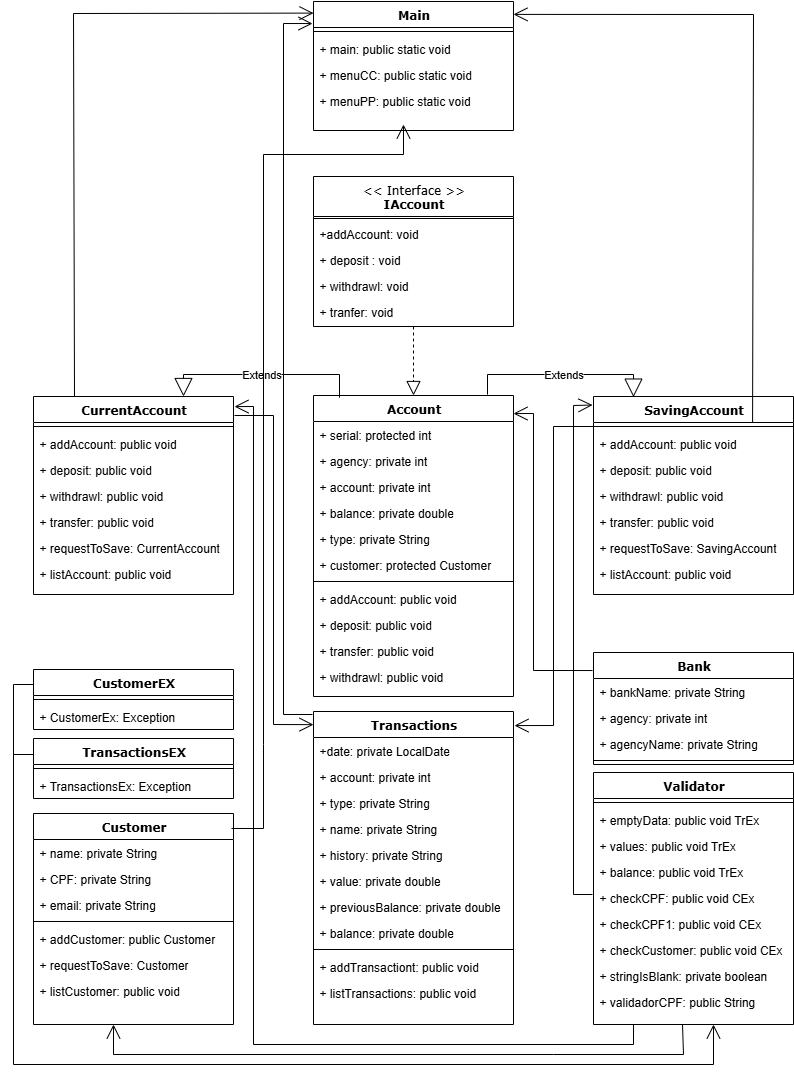 Main
+ main: public static void
+ menuCC: public static void
+ menuPP: public static void
<< Interface >>
IAccount
+addAccount: void
+ deposit : void
+ withdrawl: void
+ tranfer: void
Extends
Extends
CurrentAccount
+ addAccount: public void
+ deposit: public void
+ withdrawl: public void
+ transfer: public void
+ requestToSave: CurrentAccount
+ listAccount: public void
Account
+ serial: protected int
+ agency: private int
+ account: private int
+ balance: private double
+ type: private String
+ customer: protected Customer
+ addAccount: public void
+ deposit: public void
+ transfer: public void
+ withdrawl: public void
SavingAccount
+ addAccount: public void
+ deposit: public void
+ withdrawl: public void
+ transfer: public void
+ requestToSave: SavingAccount
+ listAccount: public void
CustomerEX
+ CustomerEx: Exception
TransactionsEX
+ TransactionsEx: Exception
Customer
+ name: private String
+ CPF: private String
+ email: private String
+ addCustomer: public Customer
+ requestToSave: Customer
+ listCustomer: public void
Transactions
+date: private LocalDate
+ account: private int
+ type: private String
+ name: private String
+ history: private String
+ value: private double
+ previousBalance: private double
+ balance: private double
+ addTransactiont: public void
+ listTransactions: public void
Bank
+ bankName: private String
+ agency: private int
+ agencyName: private String
Validator
+ emptyData: public void TrEx
+ values: public void TrEx
+ balance: public void TrEx
+ checkCPF: public void CEx
+ checkCPF1: public void CEx
+ checkCustomer: public void CEx
+ stringIsBlank: private boolean
+ validadorCPF: public String